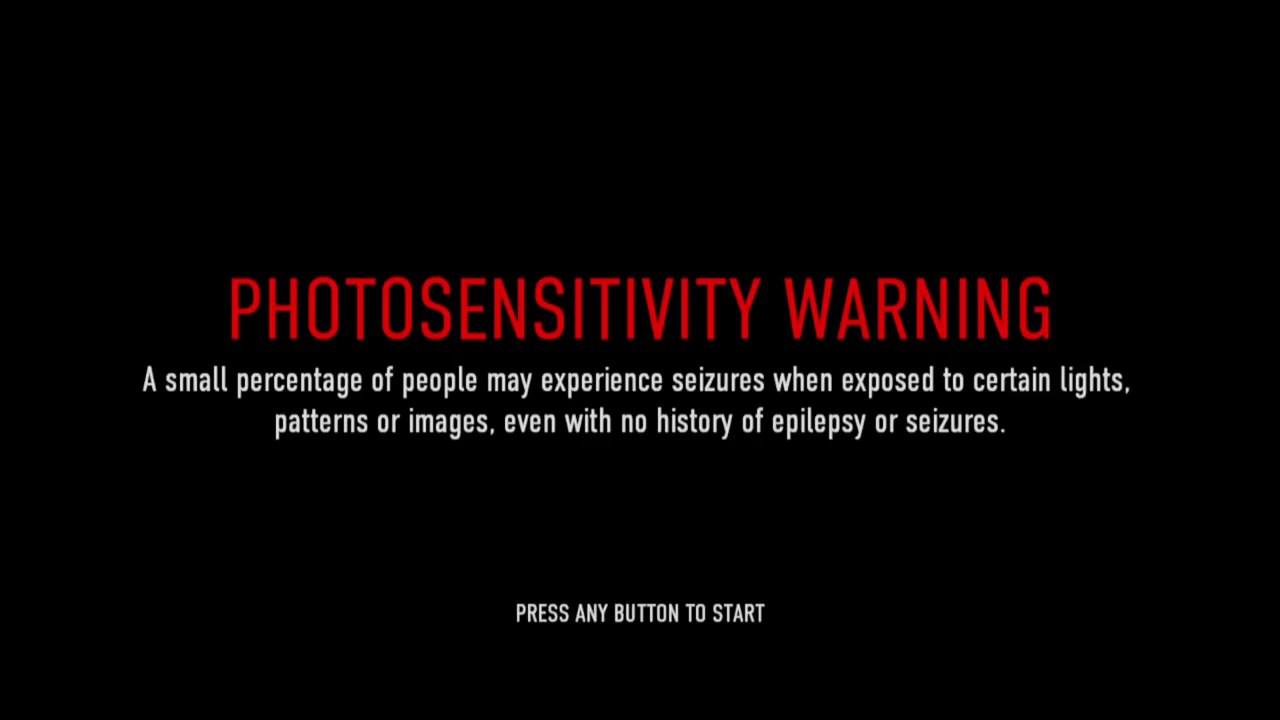 PHOTOSENSITIVITY WARNING
A small percentage of people may experience seizures when exposed to certain lights,
patterns or images, even with no history of epilepsy or seizures.
PRESS ANY BUTTON TO START